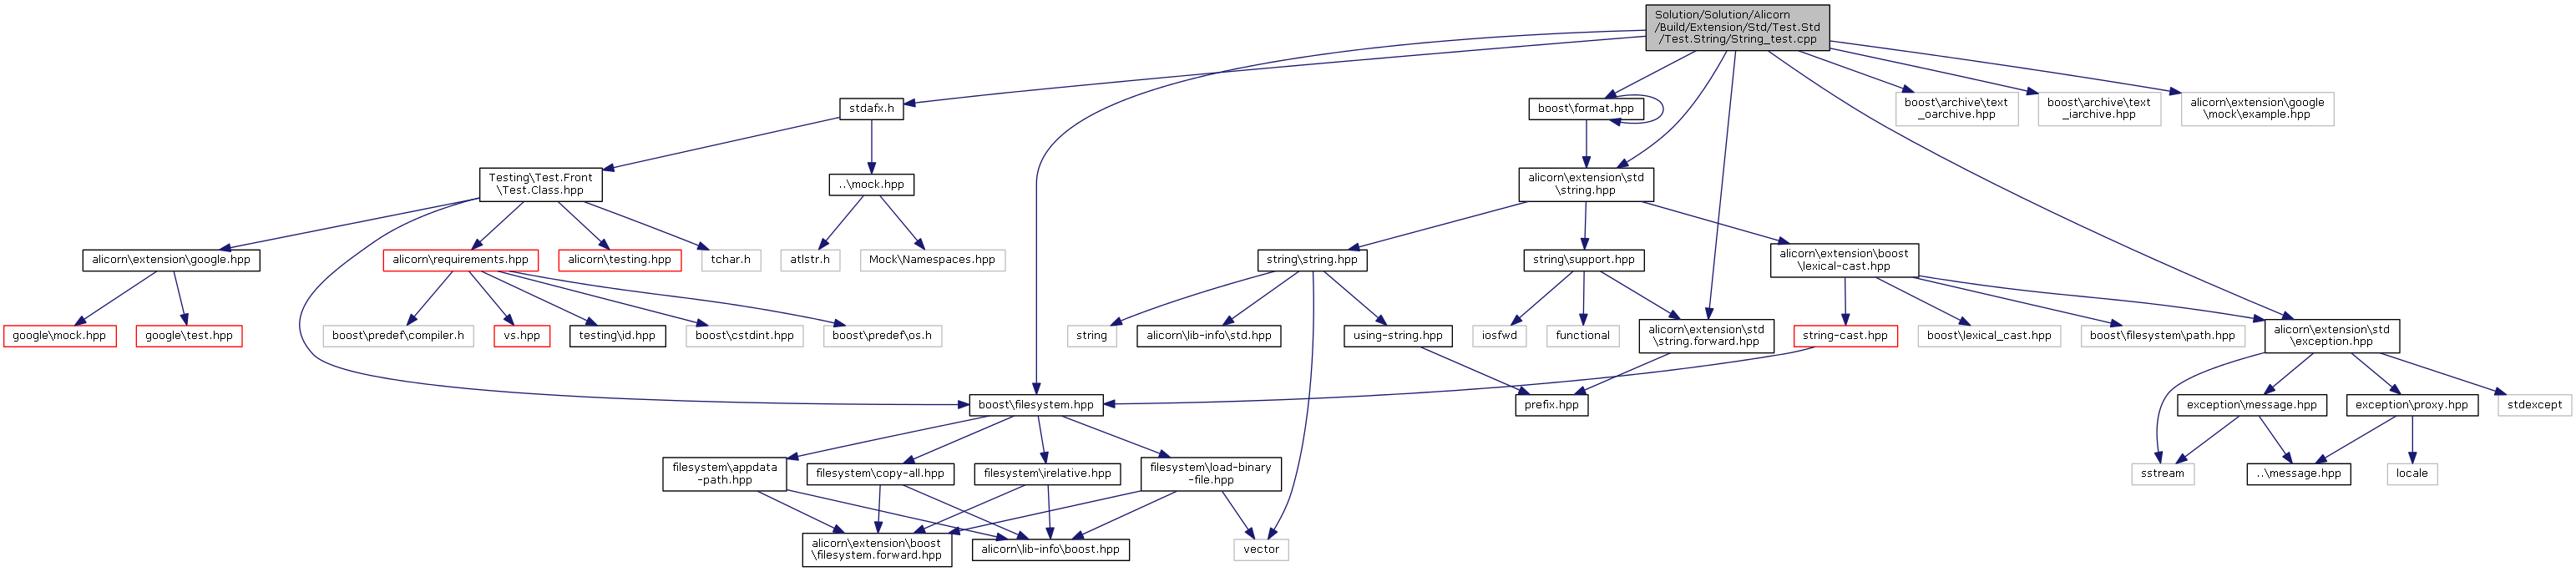 Solution/Solution/Alicorn
/Build/Extension/Std/Test.Std
/Test.String/String_test.cpp
stdafx.h
boost\format.hpp
boost\archive\text
_oarchive.hpp
boost\archive\text
_iarchive.hpp
alicorn\extension\google
\mock\example.hpp
Testing\Test.Front
\Test.Class.hpp
..\mock.hpp
alicorn\extension\std
\string.hpp
alicorn\extension\google.hpp
alicorn\requirements.hpp
alicorn\testing.hpp
tchar.h
atlstr.h
Mock\Namespaces.hpp
string\string.hpp
string\support.hpp
alicorn\extension\boost
\lexical-cast.hpp
google\mock.hpp
google\test.hpp
boost\predef\compiler.h
vs.hpp
testing\id.hpp
boost\cstdint.hpp
boost\predef\os.h
string
alicorn\lib-info\std.hpp
using-string.hpp
iosfwd
functional
alicorn\extension\std
\string.forward.hpp
string-cast.hpp
boost\lexical_cast.hpp
boost\filesystem\path.hpp
alicorn\extension\std
\exception.hpp
boost\filesystem.hpp
prefix.hpp
exception\message.hpp
exception\proxy.hpp
stdexcept
filesystem\appdata
-path.hpp
filesystem\copy-all.hpp
filesystem\irelative.hpp
filesystem\load-binary
-file.hpp
sstream
..\message.hpp
locale
alicorn\extension\boost
\filesystem.forward.hpp
alicorn\lib-info\boost.hpp
vector